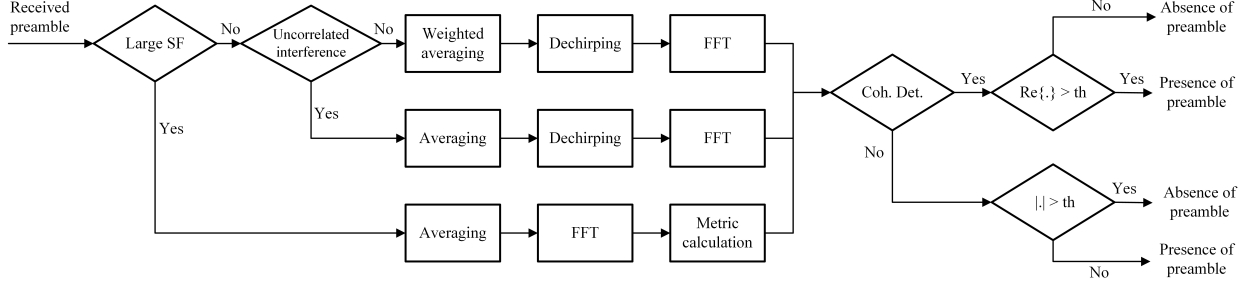 Received
preamble
Large SF
No
Uncorrelated
interference
No
Weighted
averaging
Dechirping
FFT
Yes
Averaging
Dechirping
FFT
Yes
Averaging
FFT
Metric
calculation
Coh. Det.
Yes
Re{.} > th
No
Absence of
preamble
Yes
Presence of
preamble
No
|.| > th
Yes
Absence of
preamble
No
Presence of
preamble